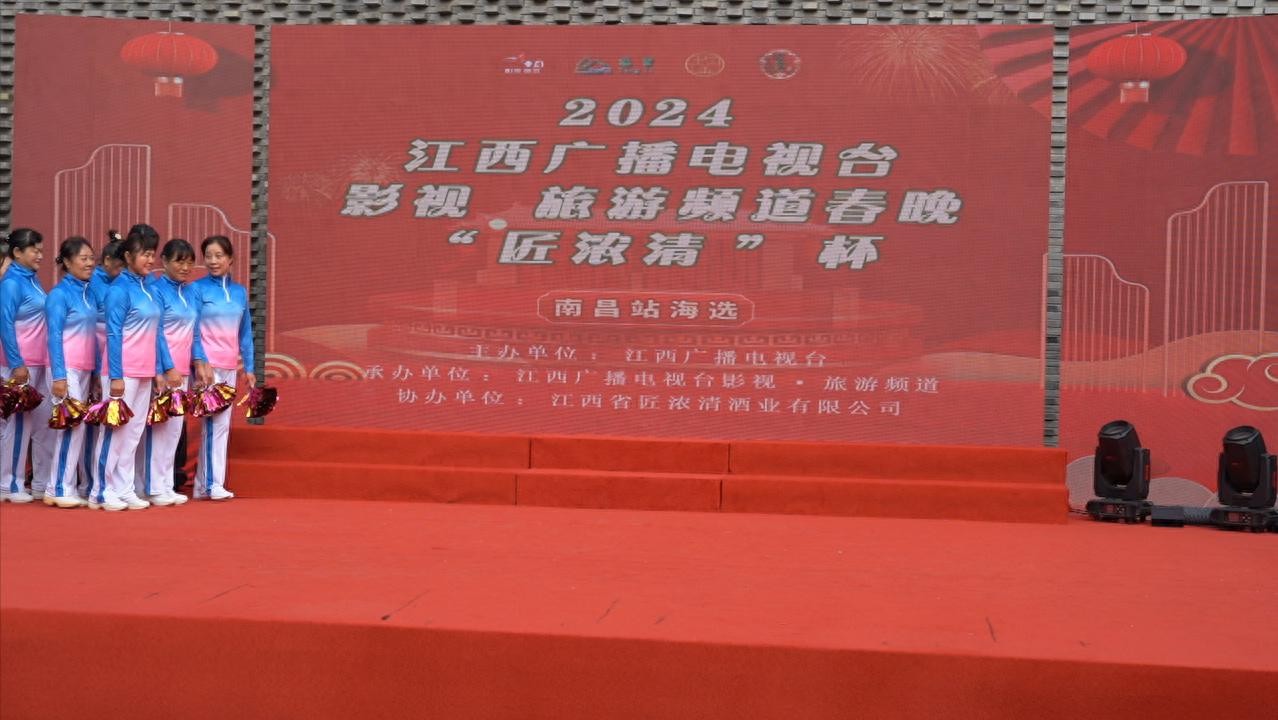 2024
江西广播电视台
影视·旅游频道春晚
“匠浓清”杯
南昌站海选
主办单位：江西广播电视台
承办单位：江西广播电视台影视·旅游频道
协办单位：江西省匠浓清酒业有限公司